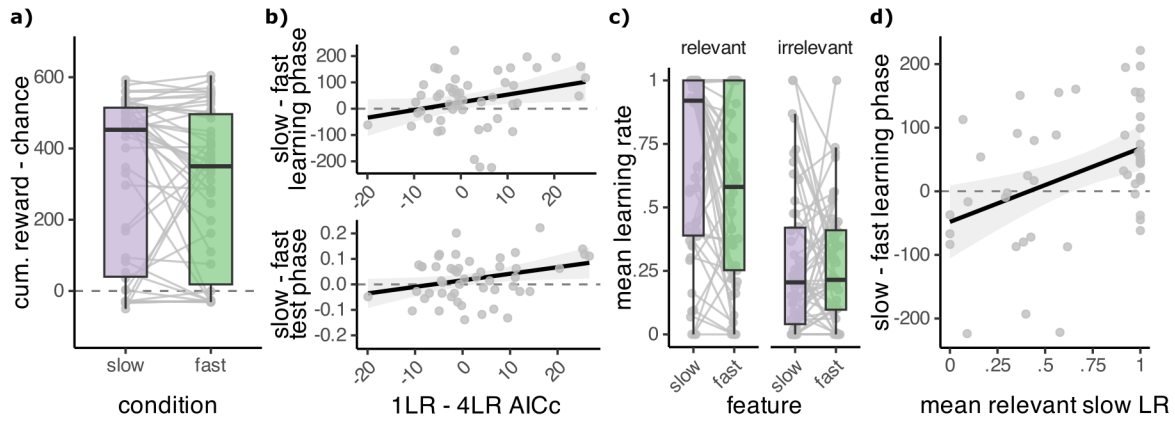 a)
cum. reward - chance
600
400
200
0
slow
fast
condition
b)
slow - fast
learning phase
200
100
0
-100
-200
-20
-10
0
10
20
slow - fast
test phase
0.2
0.1
0.0
-0.1
-0.2
-20
-10
0
10
20
1LR - 4LR AICc
c)
relevant
irrelevant
mean learning rate
1
.75
.5
.25
0
slow
fast
slow
fast
feature
d)
slow - fast learning phase
200
100
0
-100
-200
0
.25
.5
.75
1
mean relevant slow LR